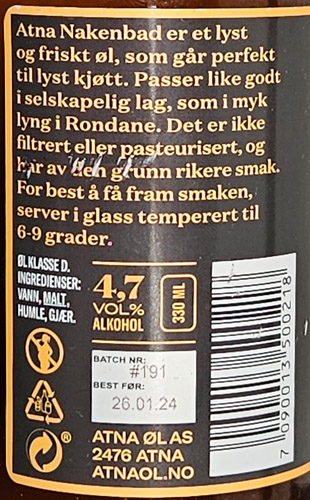 Atna Nakenbad er et lyst
og friskt øl, som går perfekt
til lyst kjøtt. Passer like godt
i selskapelig lag, som i myk
lyng i Rondane. Det er ikke
filtrert eller pasteurisert, og
har av den grunn rikere smak.
For best å få fram smaken,
server i glass temperert til
6-9 grader.
ØLKLASSE D.
INGREDIENSER:
VANN, MALT,
HUMLE, GJÆR.
4,7
VOL%
ALKOHOL
330 ML
BATCH NR:
#191
BEST FØR:
26.01.24
ATNA ØL AS
2476 ATNA
ATNAOL.NO
7 090013 500218